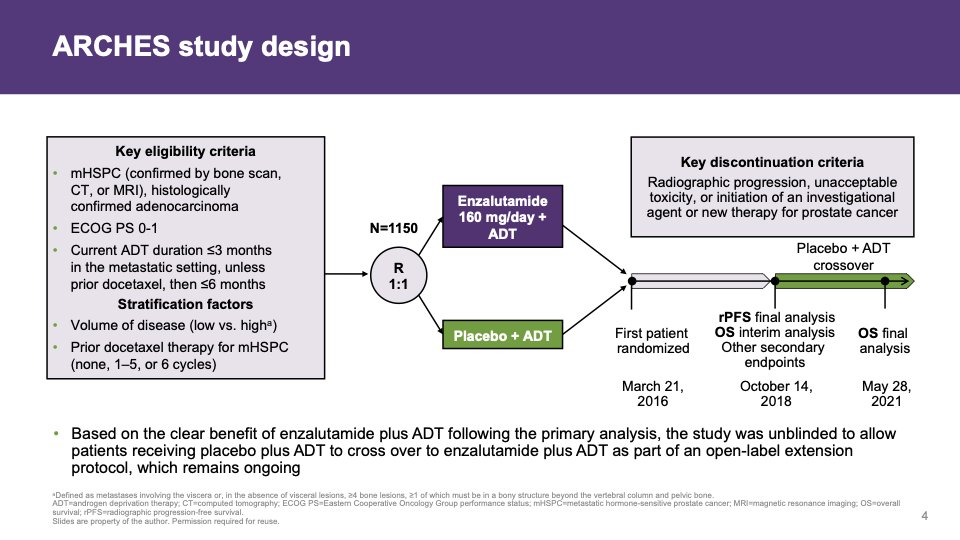 ARCHES study design
Key eligibility criteria
• mHSPC (confirmed by bone scan,
CT, or MRI), histologically
confirmed adenocarcinoma
• ECOG PS 0-1
• Current ADT duration ≤3 months
in the metastatic setting, unless
prior docetaxel, then ≤6 months
Stratification factors
• Volume of disease (low vs. highᵃ)
• Prior docetaxel therapy for mHSPC
(none, 1–5, or 6 cycles)
N=1150
R
1:1
Enzalutamide
160 mg/day +
ADT
Placebo + ADT
Key discontinuation criteria
Radiographic progression, unacceptable
toxicity, or initiation of an investigational
agent or new therapy for prostate cancer
Placebo + ADT
crossover
First patient
randomized
March 21,
2016
rPFS final analysis
OS interim analysis
Other secondary
endpoints
October 14,
2018
OS final
analysis
May 28,
2021
• Based on the clear benefit of enzalutamide plus ADT following the primary analysis, the study was unblinded to allow
patients receiving placebo plus ADT to cross over to enzalutamide plus ADT as part of an open-label extension
protocol, which remains ongoing
ᵃDefined as metastases involving the viscera or, in the absence of visceral lesions, ≥4 bone lesions, ≥1 of which must be in a bony structure beyond the vertebral column and pelvic bone.
ADT=androgen deprivation therapy; CT=computed tomography; ECOG PS=Eastern Cooperative Oncology Group performance status; mHSPC=metastatic hormone-sensitive prostate cancer; MRI=magnetic resonance imaging; OS=overall
survival; rPFS=radiographic progression-free survival.
Slides are property of the author. Permission required for reuse.
4